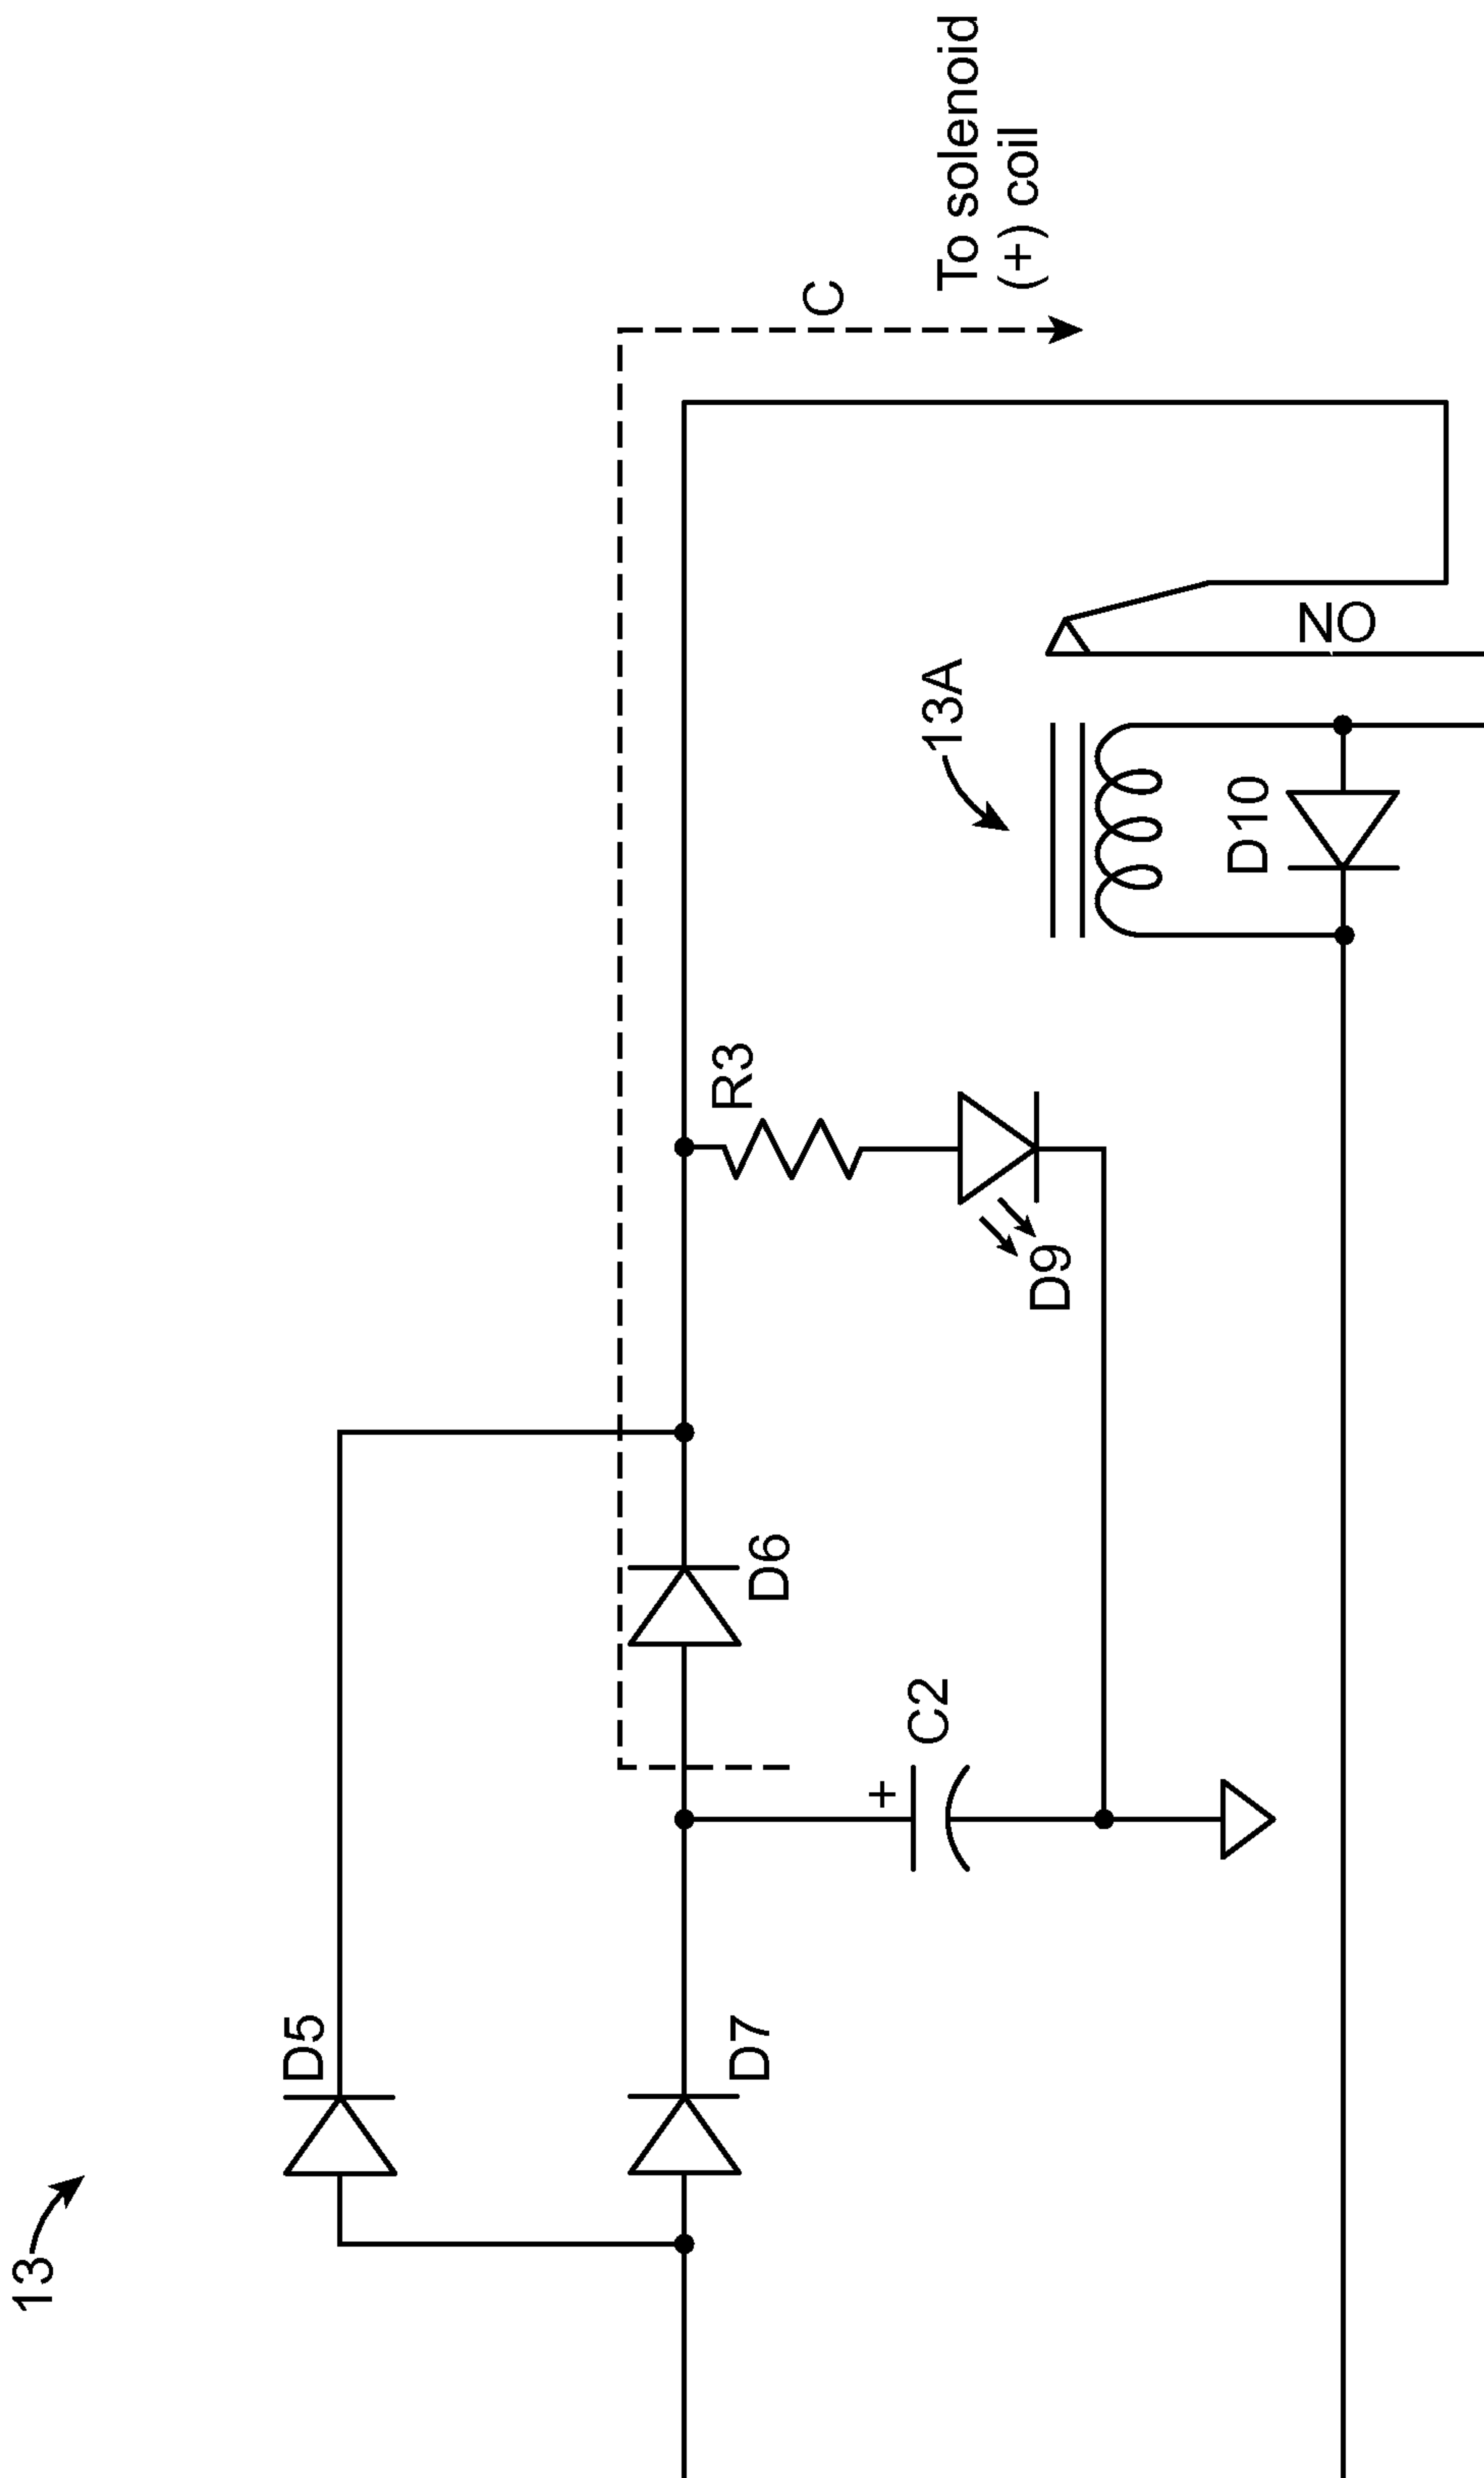 13
D5
D7
C2
+
D6
R3
D9
13A
D10
NO
C
To solenoid
(+) coil